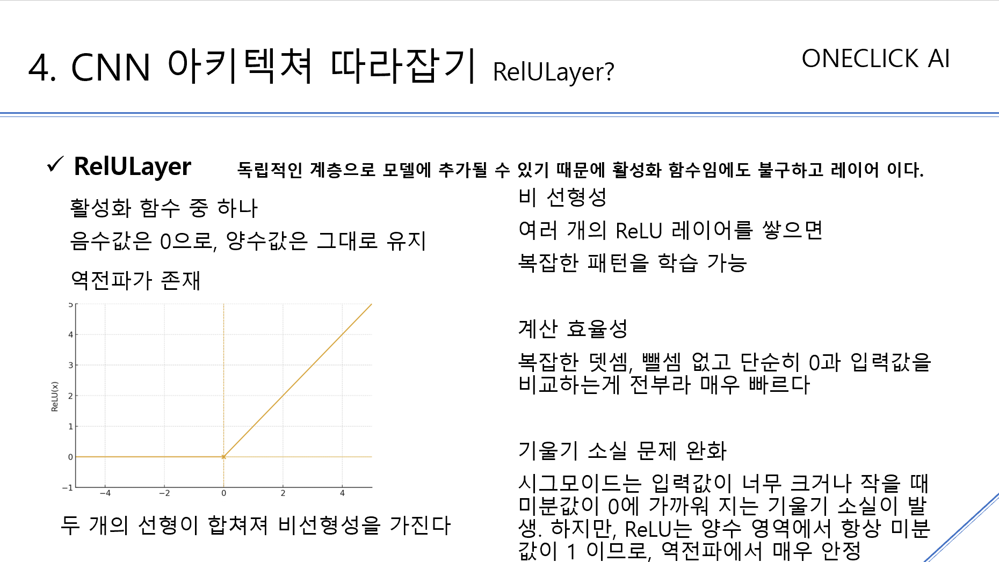 4. CNN 아키텍쳐 따라잡기 RelULayer?
ONECLICK AI
✓ RelULayer
독립적인 계층으로 모델에 추가될 수 있기 때문에 활성화 함수임에도 불구하고 레이어 이다.
활성화 함수 중 하나
음수값은 0으로, 양수값은 그대로 유지
역전파가 존재
5
4
3
2
1
0
−1
ReLU(x)
−4 −2 0 2 4
두 개의 선형이 합쳐져 비선형성을 가진다
비 선형성
여러 개의 ReLU 레이어를 쌓으면
복잡한 패턴을 학습 가능
계산 효율성
복잡한 뎃셈, 뺄셈 없고 단순히 0과 입력값을
비교하는게 전부라 매우 빠르다
기울기 소실 문제 완화
시그모이드는 입력값이 너무 크거나 작을 때
미분값이 0에 가까워 지는 기울기 소실이 발
생. 하지만, ReLU는 양수 영역에서 항상 미분
값이 1 이므로, 역전파에서 매우 안정